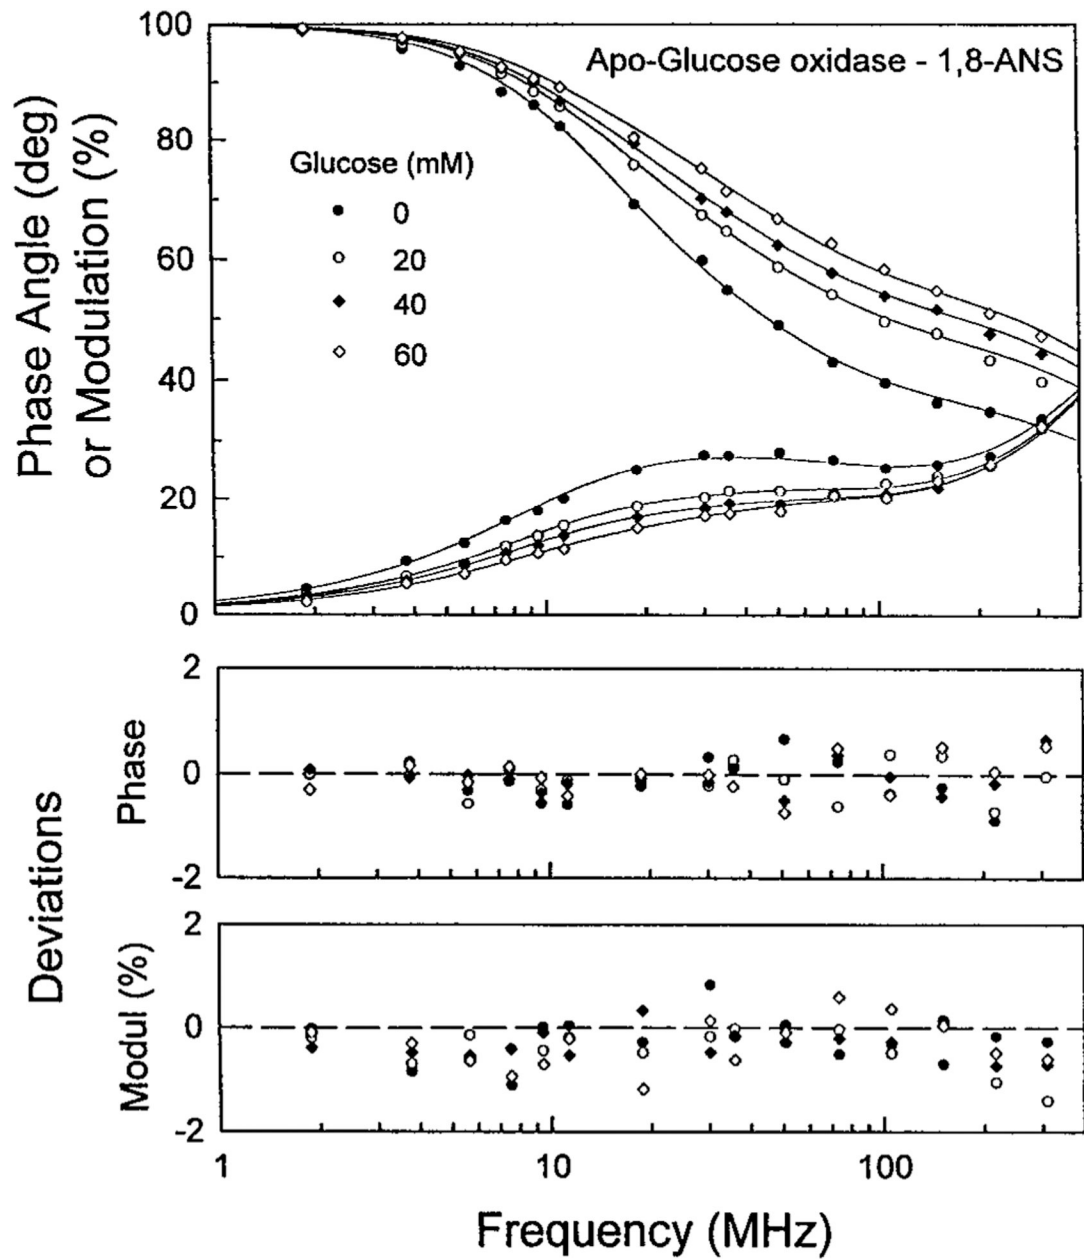 Apo-Glucose oxidase - 1,8-ANS
Phase Angle (deg)
or Modulation (%)
100
80
60
40
20
0
Glucose (mM)
0
20
40
60
Deviations
Phase
2
0
-2
Modul (%)
2
0
-2
1
10
100
Frequency (MHz)